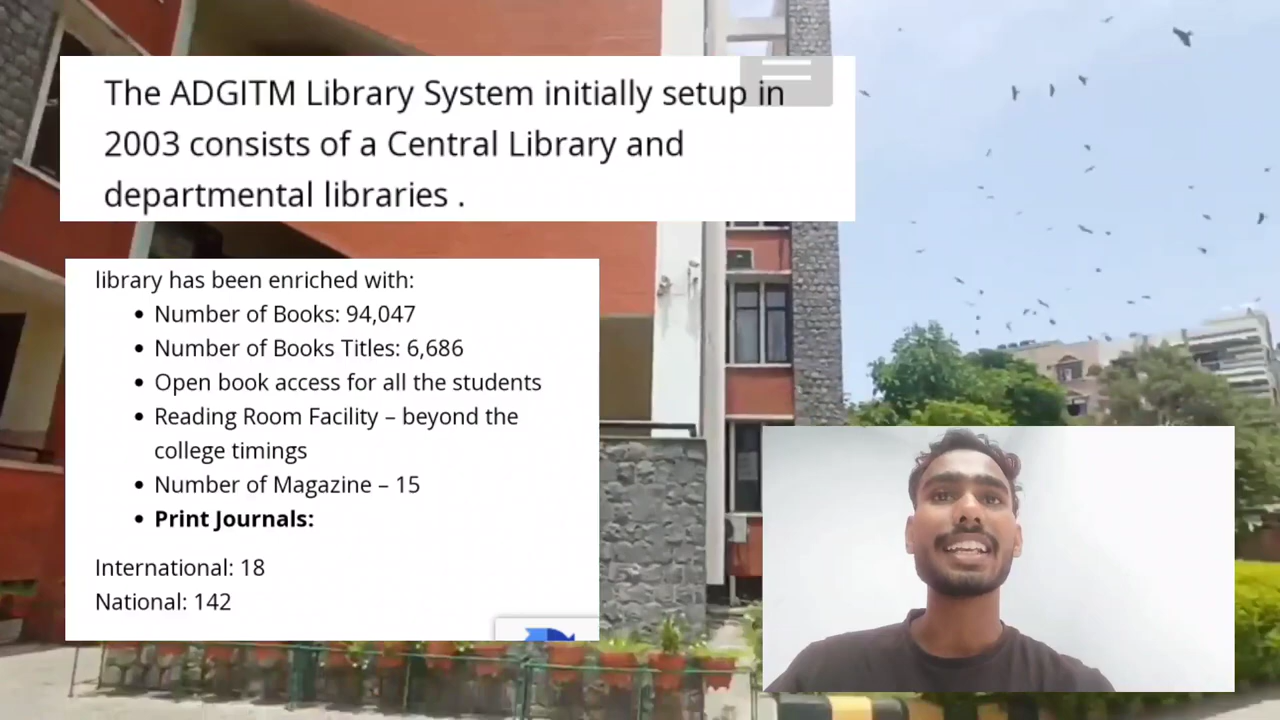 The ADGITM Library System initially setup in
2003 consists of a Central Library and
departmental libraries .
library has been enriched with:
• Number of Books: 94,047
• Number of Books Titles: 6,686
• Open book access for all the students
• Reading Room Facility – beyond the
college timings
• Number of Magazine – 15
• Print Journals:
International: 18
National: 142